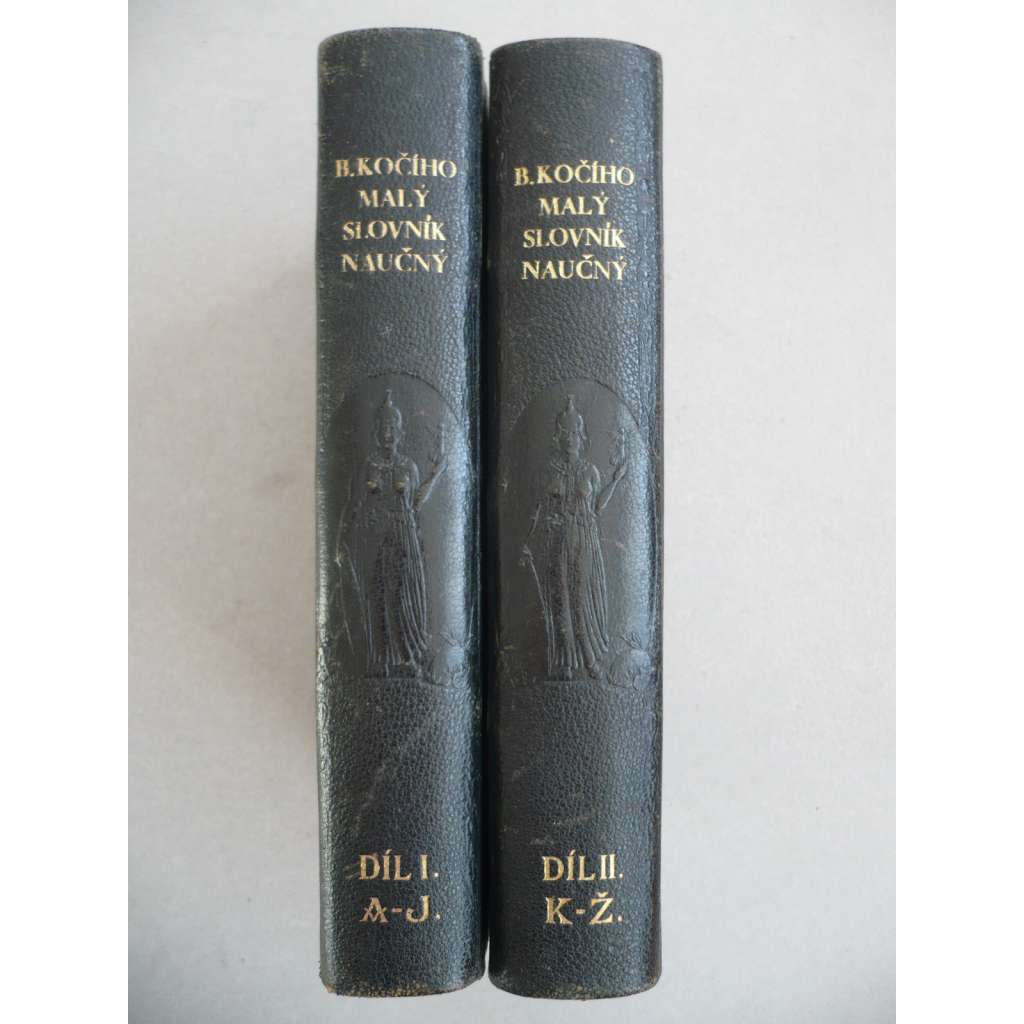 B.KOČÍHO
MALÝ
SLOVNÍK
NAUČNÝ
DÍL I.
A-J.
B.KOČÍHO
MALÝ
SLOVNÍK
NAUČNÝ
DÍL II.
K-Ž.